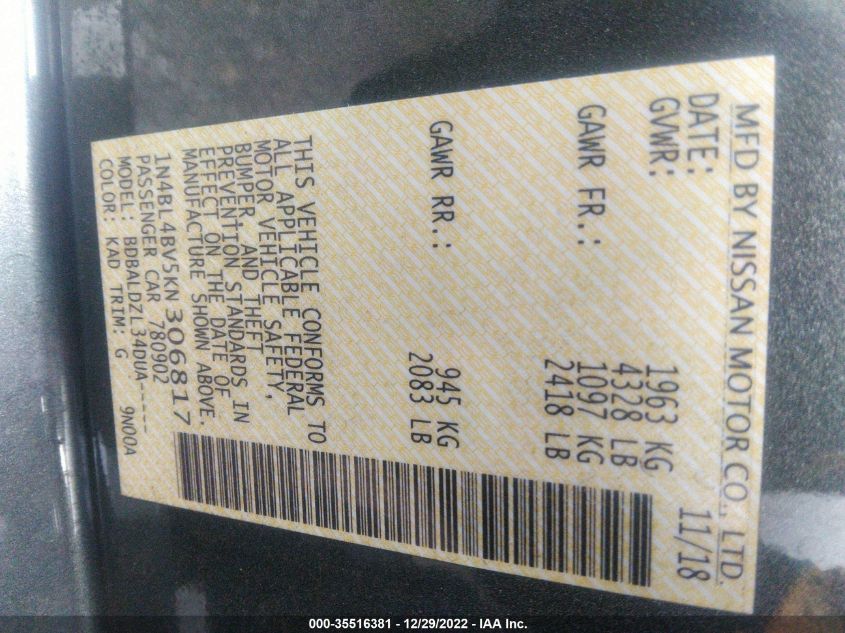 MFD BY NISSAN MOTOR CO., LTD.
DATE: 11/18
GVWR: 1963 KG
4328 LB
GAWR FR.: 1097 KG
2418 LB
GAWR RR.: 945 KG
2083 LB
THIS VEHICLE CONFORMS TO
ALL APPLICABLE FEDERAL
MOTOR VEHICLE SAFETY,
BUMPER, AND THEFT
PREVENTION STANDARDS IN
EFFECT ON THE DATE OF
MANUFACTURE SHOWN ABOVE.
1N4BL4BV5KN306817
PASSENGER CAR 780902
MODEL: BDBALDZL34DUA-----
COLOR: KAD TRIM: G 9N00A
000-35516381 - 12/29/2022 - IAA Inc.